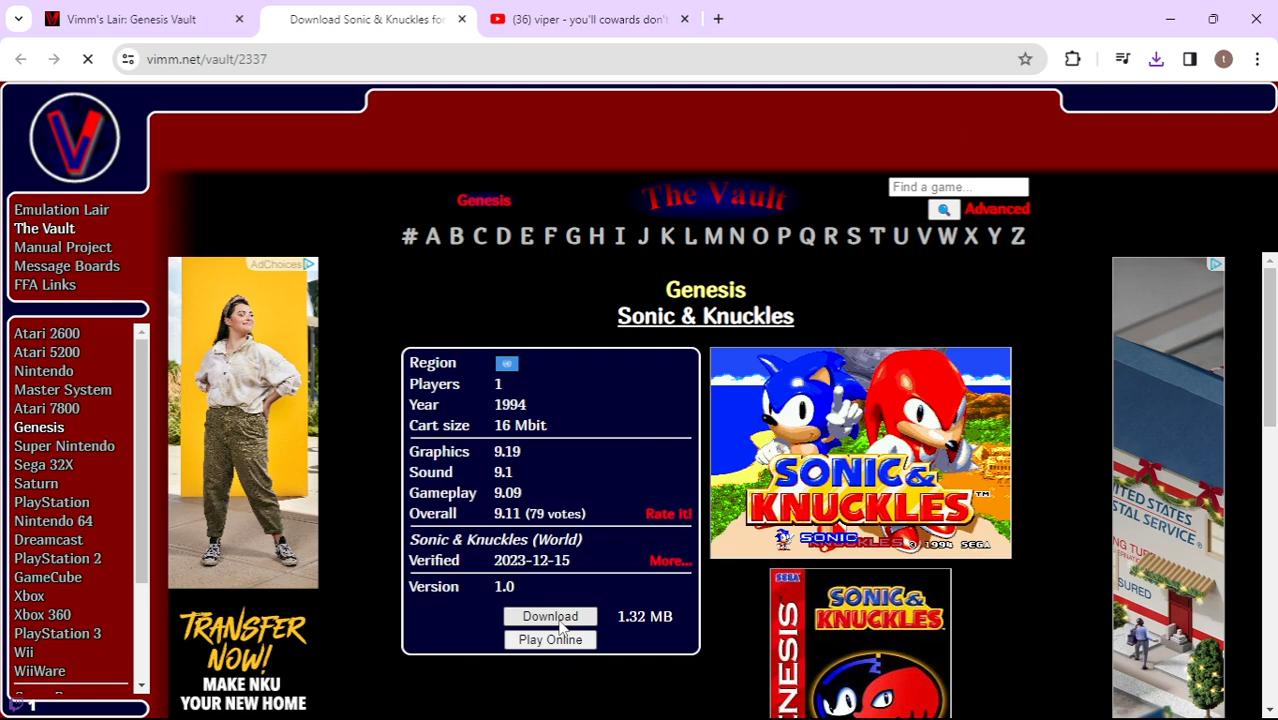 Vimm's Lair: Genesis Vault
Download Sonic & Knuckles for
(36) viper - you'll cowards don't
vimm.net/vault/2337
t
V
Emulation Lair
The Vault
Manual Project
Message Boards
FFA Links
Atari 2600
Atari 5200
Nintendo
Master System
Atari 7800
Genesis
Super Nintendo
Sega 32X
Saturn
PlayStation
Nintendo 64
Dreamcast
PlayStation 2
GameCube
Xbox
Xbox 360
PlayStation 3
Wii
WiiWare
1
Genesis
The Vault
Find a game...
Advanced
# A B C D E F G H I J K L M N O P Q R S T U V W X Y Z
AdChoices
TRANSFER
NOW!
MAKE NKU
YOUR NEW HOME
Genesis
Sonic & Knuckles
Region
Players 1
Year 1994
Cart size 16 Mbit
Graphics 9.19
Sound 9.1
Gameplay 9.09
Overall 9.11 (79 votes) Rate it!
Sonic & Knuckles (World)
Verified 2023-12-15 More...
Version 1.0
Download 1.32 MB
Play Online
SONIC &
KNUCKLES™
SONIC KNUCKLES © 1994 SEGA
SEGA
GENESIS
SONIC &
KNUCKLES
UNITED STATES
POSTAL SERVICE